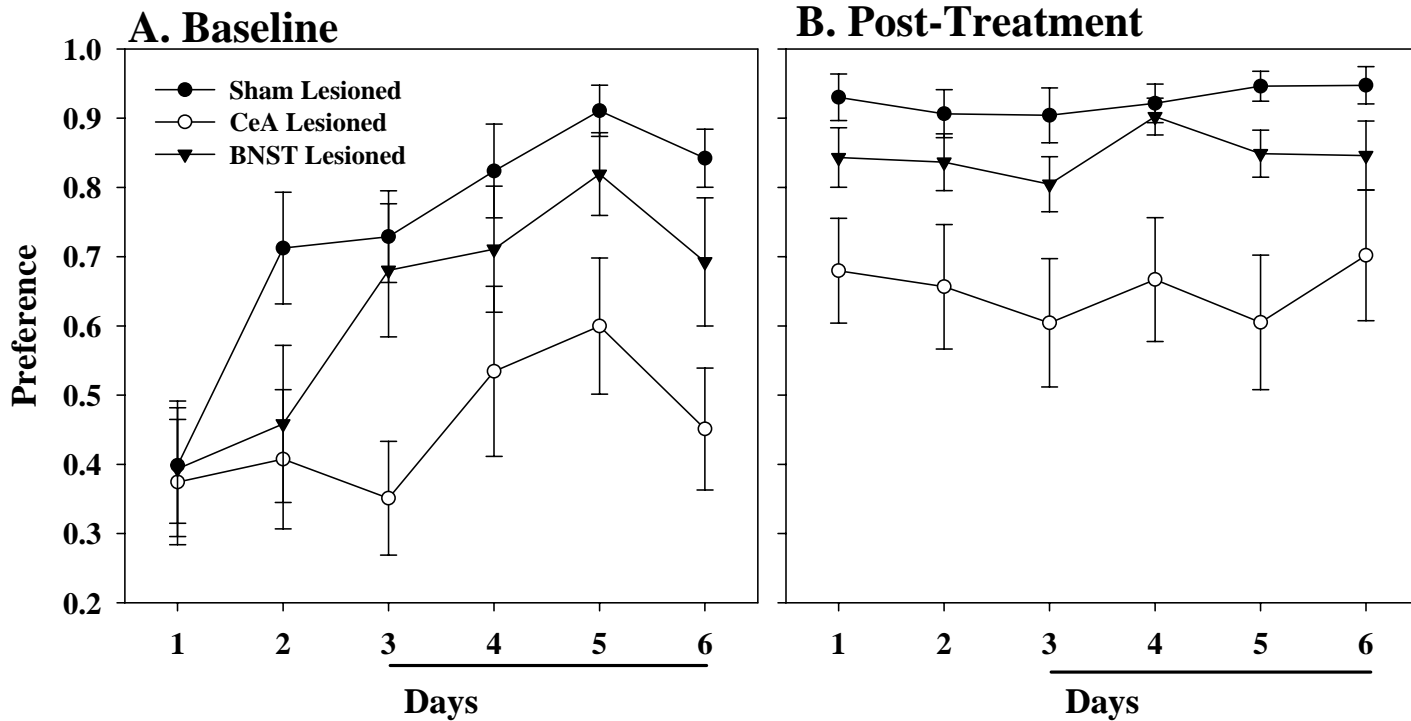 A. Baseline
B. Post-Treatment
1.0
0.9
0.8
0.7
0.6
0.5
0.4
0.3
0.2
Preference
Sham Lesioned
CeA Lesioned
BNST Lesioned
1 2 3 4 5 6
1 2 3 4 5 6
Days
Days